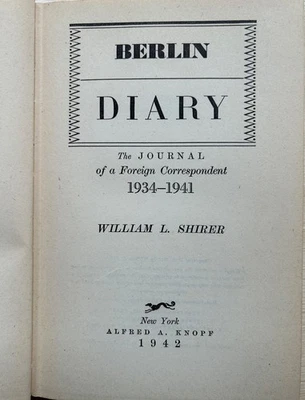 BERLIN
DIARY
The JOURNAL
of a Foreign Correspondent
1934–1941
WILLIAM L. SHIRER
New York
ALFRED A. KNOPF
1942